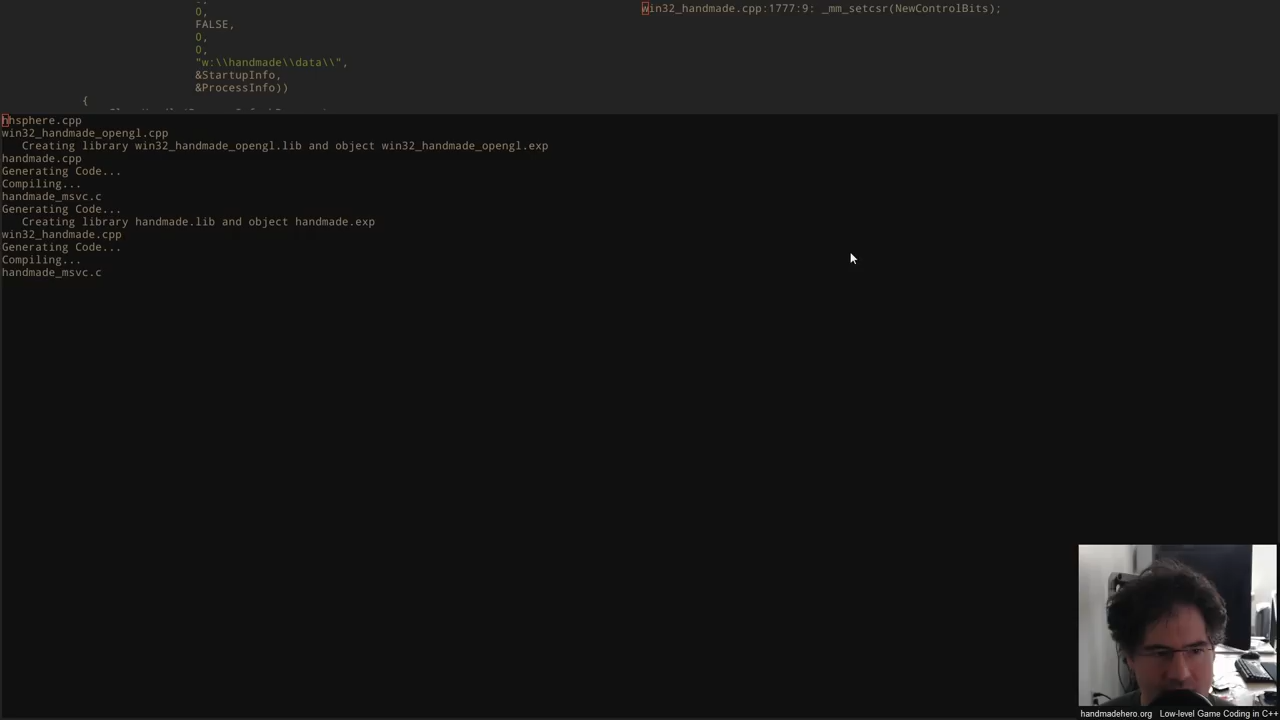 0,
FALSE,
0,
0,
"w:\\handmade\\data\\",
&StartupInfo,
&ProcessInfo))
{
win32_handmade.cpp:1777:9: _mm_setcsr(NewControlBits);
hhsphere.cpp
win32_handmade_opengl.cpp
Creating library win32_handmade_opengl.lib and object win32_handmade_opengl.exp
handmade.cpp
Generating Code...
Compiling...
handmade_msvc.c
Generating Code...
Creating library handmade.lib and object handmade.exp
win32_handmade.cpp
Generating Code...
Compiling...
handmade_msvc.c
handmadehero.org Low-level Game Coding in C++